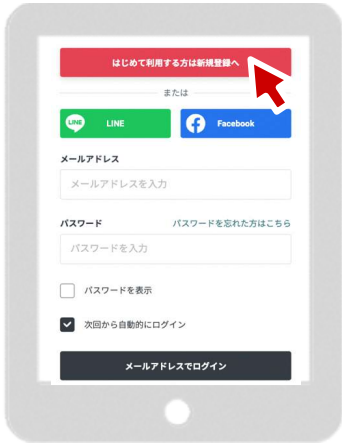 はじめて利用する方は新規登録へ
または
LINE LINE
Facebook
メールアドレス
メールアドレスを入力
パスワード パスワードを忘れた方はこちら
パスワードを入力
パスワードを表示
次回から自動的にログイン
メールアドレスでログイン